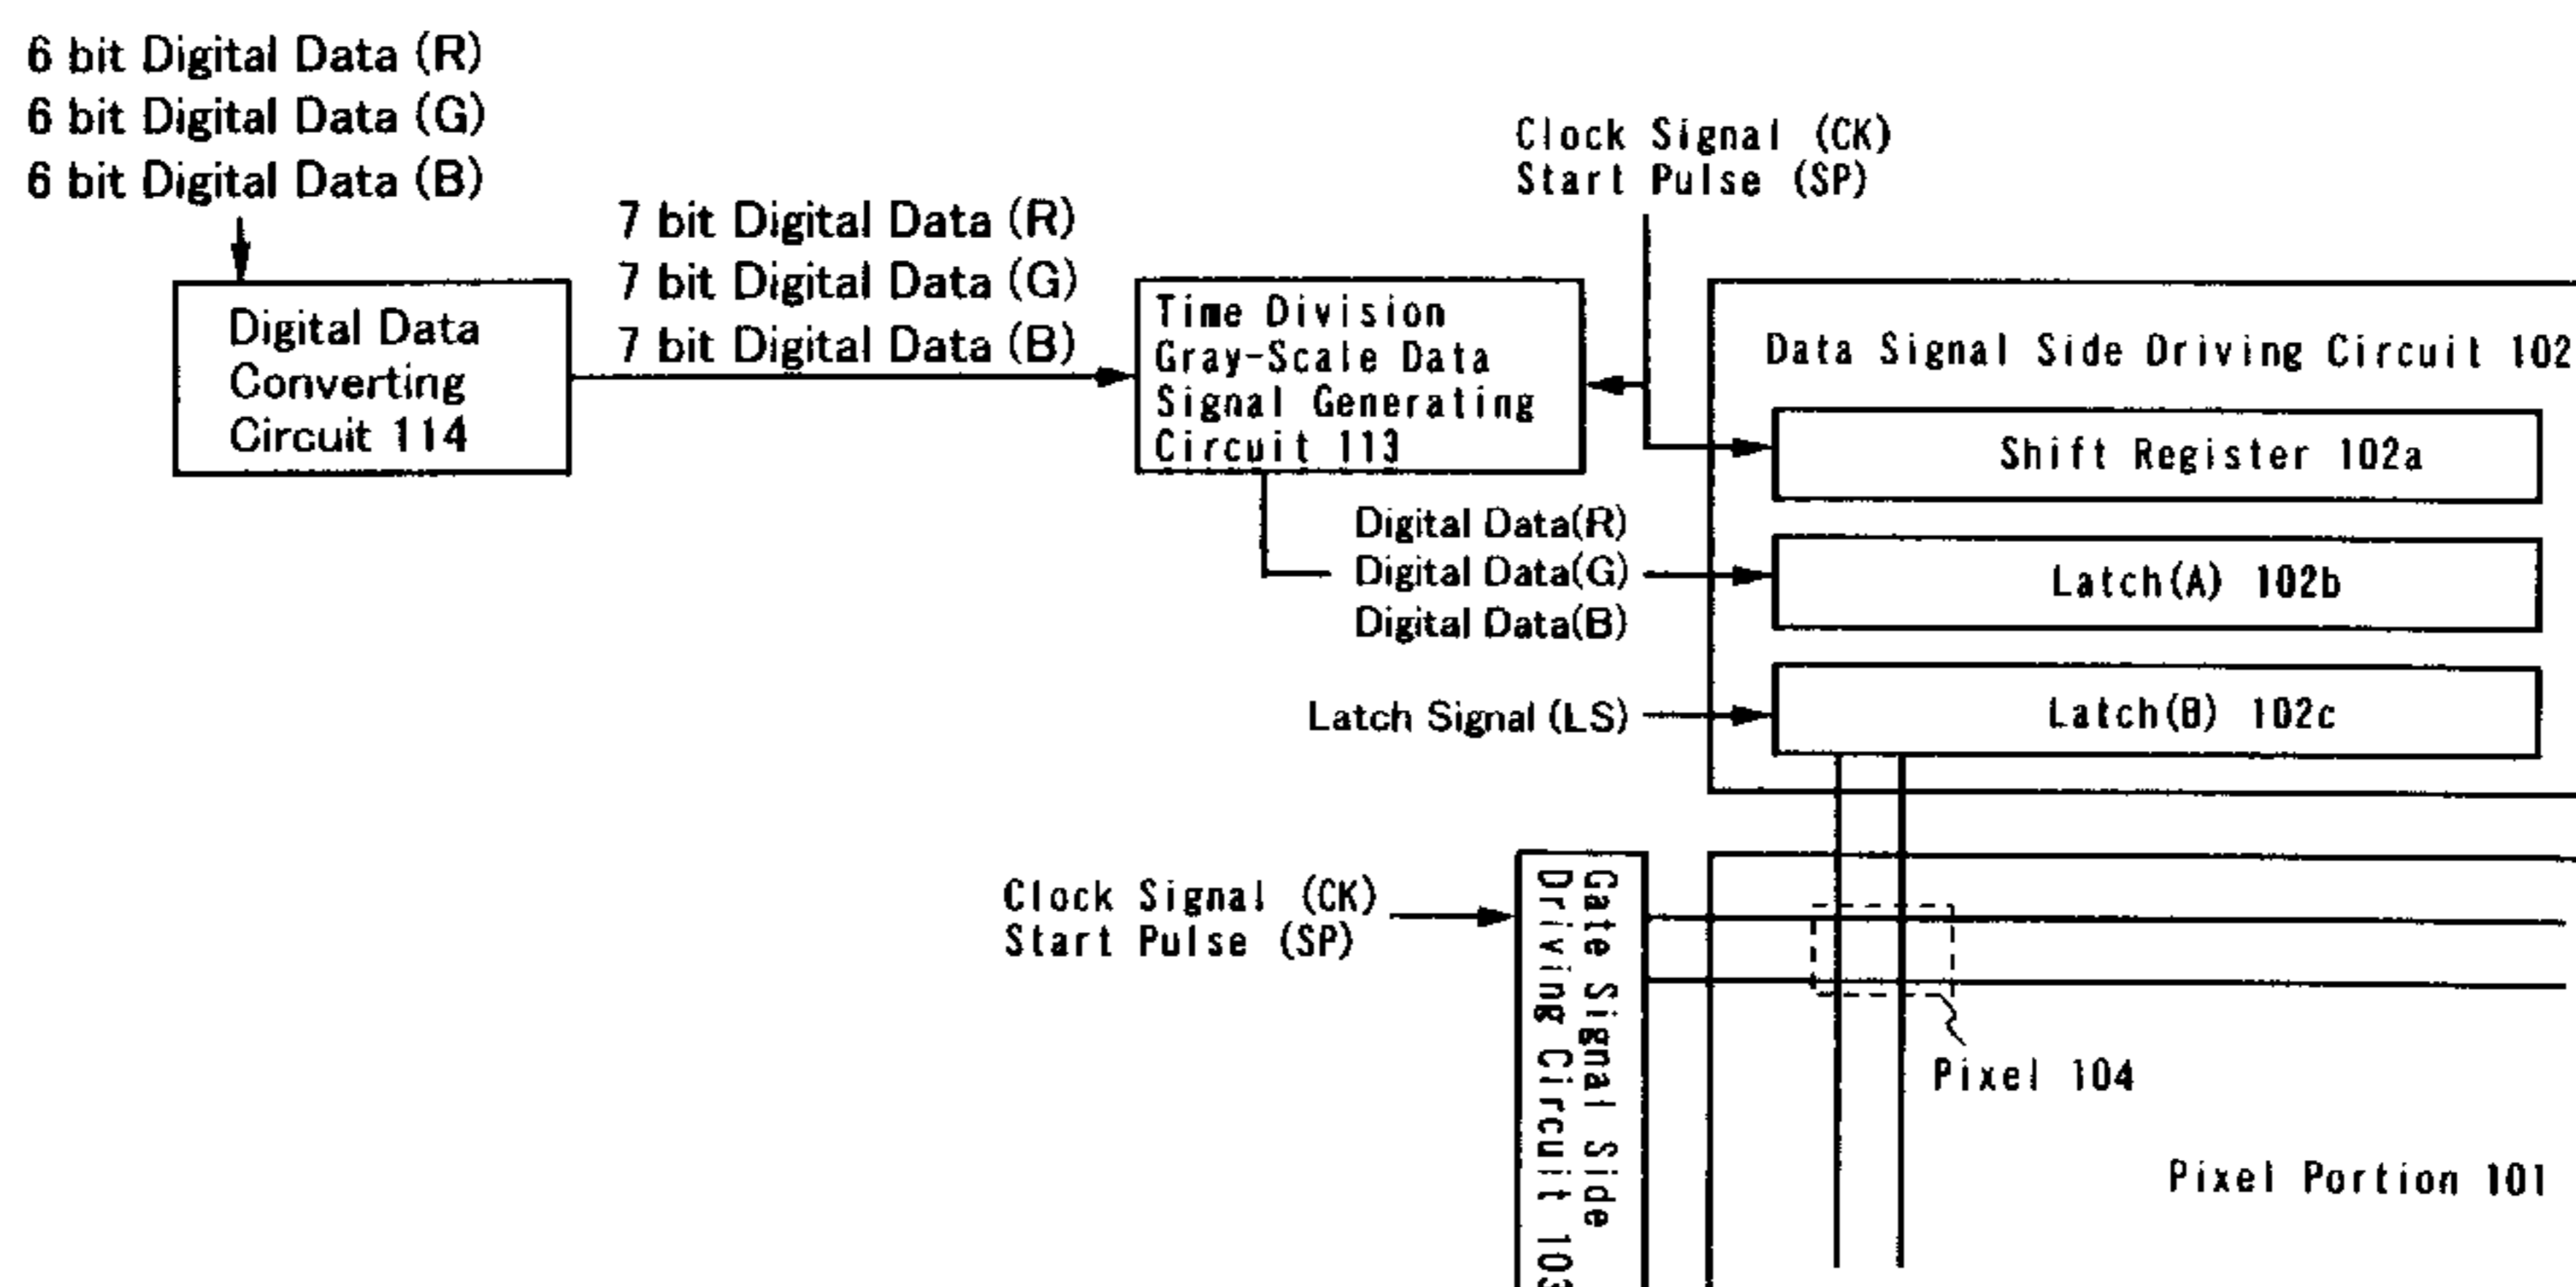 6 bit Digital Data (R)
6 bit Digital Data (G)
6 bit Digital Data (B)
7 bit Digital Data (R)
7 bit Digital Data (G)
7 bit Digital Data (B)
Digital Data
Converting
Circuit 114
Time Division
Gray-Scale Data
Signal Generating
Circuit 113
Clock Signal (CK)
Start Pulse (SP)
Data Signal Side Driving Circuit 102
Shift Register 102a
Digital Data(R)
Digital Data(G)
Digital Data(B)
Latch(A) 102b
Latch Signal (LS)
Latch(B) 102c
Clock Signal (CK)
Start Pulse (SP)
Gate Signal Side
Driving Circuit 103
Pixel 104
Pixel Portion 101